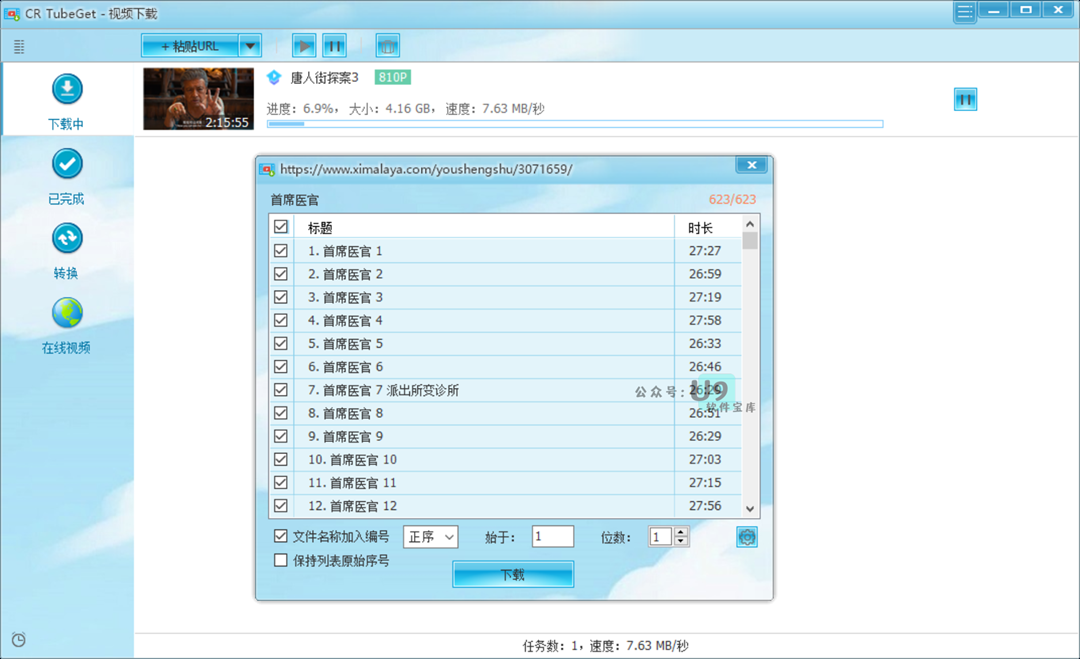 CR TubeGet - 视频下载
+ 粘贴URL
下载中
已完成
转换
在线视频
唐人街探案3 810P
2:15:55
进度: 6.9%, 大小: 4.16 GB, 速度: 7.63 MB/秒
https://www.ximalaya.com/youshengshu/3071659/
首席医官 623/623
标题 时长
1. 首席医官 1 27:27
2. 首席医官 2 26:59
3. 首席医官 3 27:19
4. 首席医官 4 27:58
5. 首席医官 5 26:33
6. 首席医官 6 26:46
7. 首席医官 7 派出所变诊所 26:29
公众号: U9
软件宝库
8. 首席医官 8 26:51
9. 首席医官 9 26:29
10. 首席医官 10 27:03
11. 首席医官 11 27:15
12. 首席医官 12 27:56
文件名称加入编号 正序 始于: 1 位数: 1
保持列表原始序号
下载
任务数: 1, 速度: 7.63 MB/秒